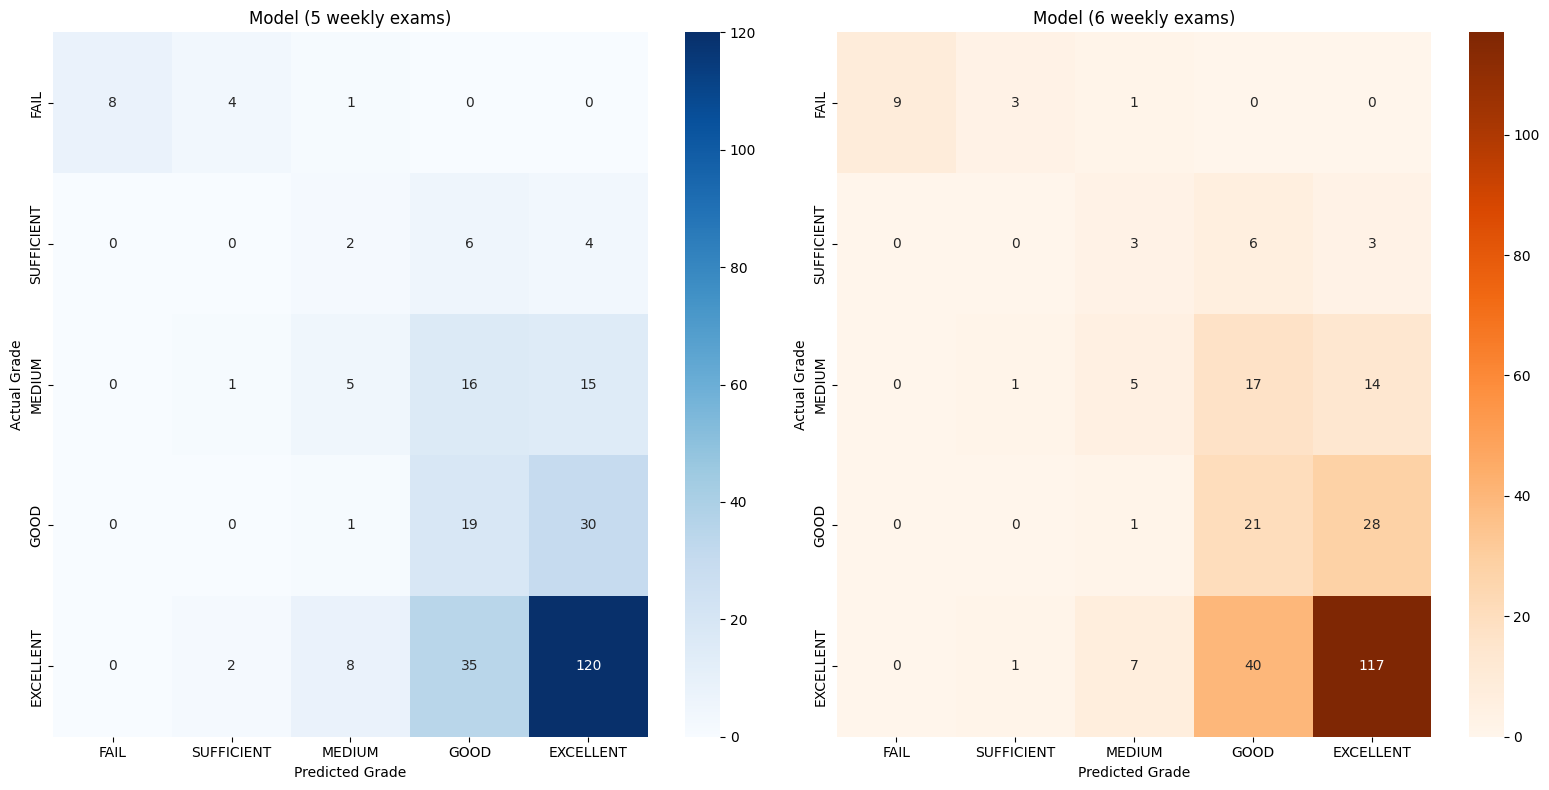 Model (5 weekly exams)
FAIL 8 4 1 0 0
SUFFICIENT 0 0 2 6 4
MEDIUM 0 1 5 16 15
GOOD 0 0 1 19 30
EXCELLENT 0 2 8 35 120
FAIL SUFFICIENT MEDIUM GOOD EXCELLENT
Predicted Grade
Actual Grade
120
100
80
60
40
20
0
Model (6 weekly exams)
FAIL 9 3 1 0 0
SUFFICIENT 0 0 3 6 3
MEDIUM 0 1 5 17 14
GOOD 0 0 1 21 28
EXCELLENT 0 1 7 40 117
FAIL SUFFICIENT MEDIUM GOOD EXCELLENT
Predicted Grade
Actual Grade
100
80
60
40
20
0